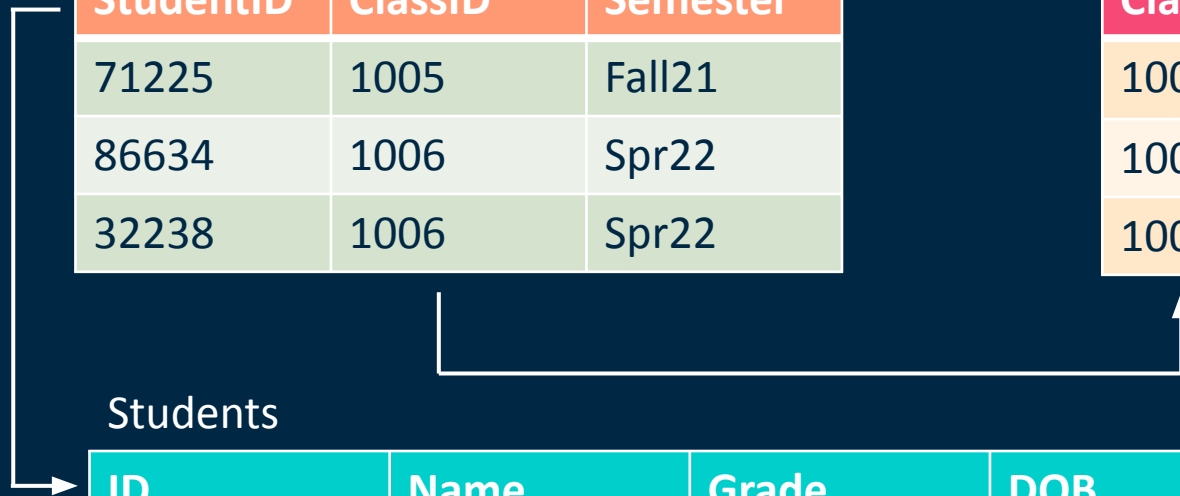 StudentID ClassID Semester
71225 1005 Fall21
86634 1006 Spr22
32238 1006 Spr22
Students
ID Name Grade DOB